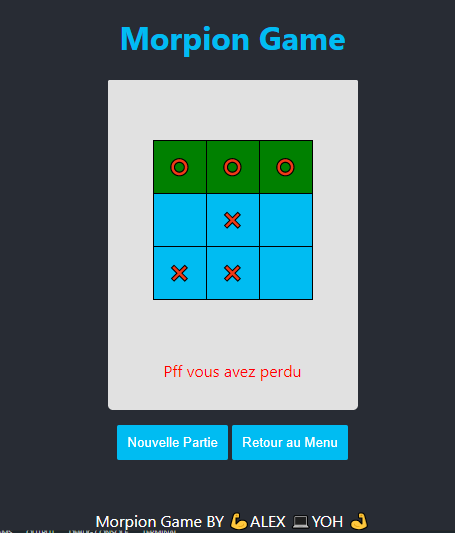 Morpion Game
Pff vous avez perdu
Nouvelle Partie
Retour au Menu
Morpion Game BY 💪ALEX 💻YOH 💪